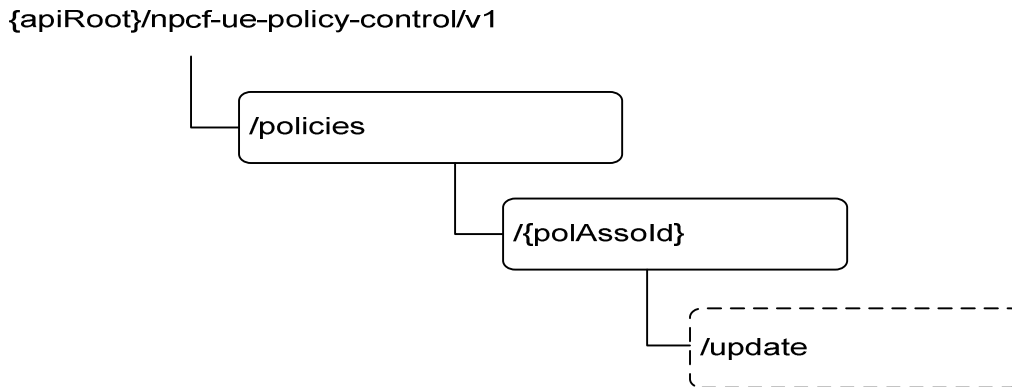 {apiRoot}/npcf-ue-policy-control/v1
/policies
/{polAssoId}
/update